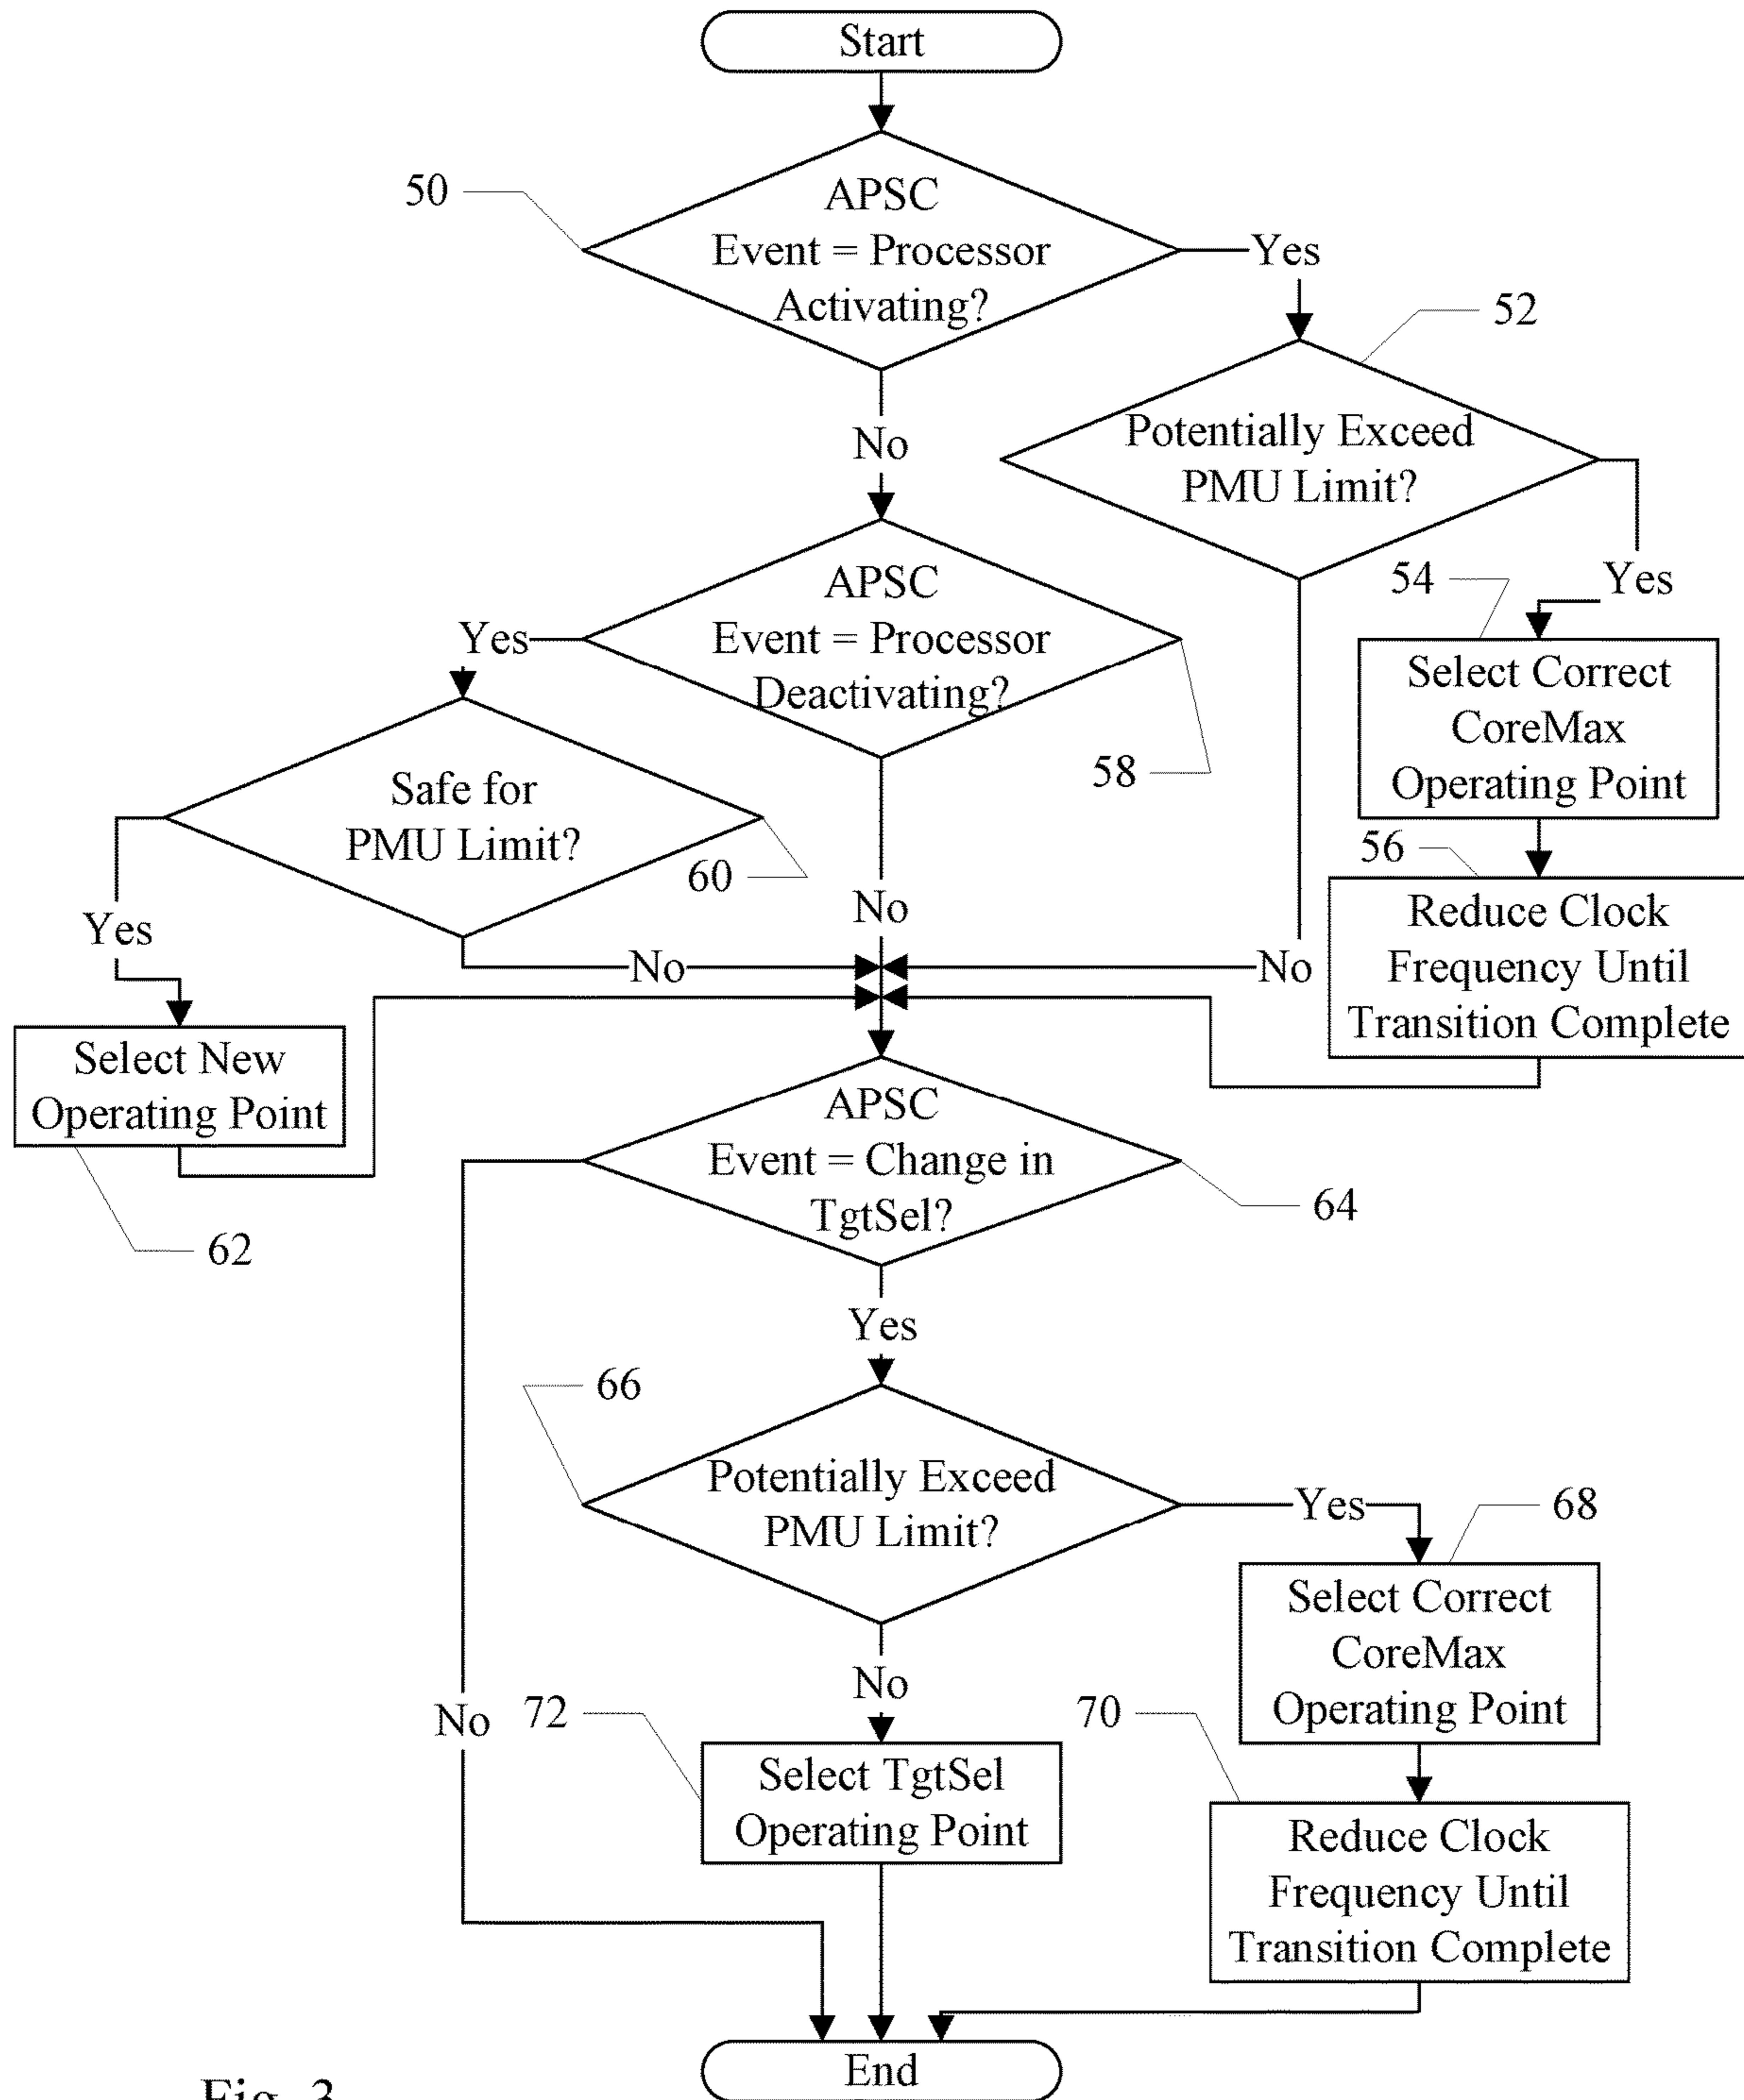 Start
50
APSC
Event = Processor
Activating?
Yes
52
No
Potentially Exceed
PMU Limit?
54
Yes
APSC
Event = Processor
Deactivating?
Yes
Select Correct
CoreMax
Operating Point
58
Safe for
PMU Limit?
60
56
No
Yes
Reduce Clock
Frequency Until
Transition Complete
No
No
Select New
Operating Point
62
APSC
Event = Change in
TgtSel?
64
Yes
66
Potentially Exceed
PMU Limit?
Yes
68
Select Correct
CoreMax
Operating Point
No
No
72
70
Select TgtSel
Operating Point
Reduce Clock
Frequency Until
Transition Complete
End
Fig. 3